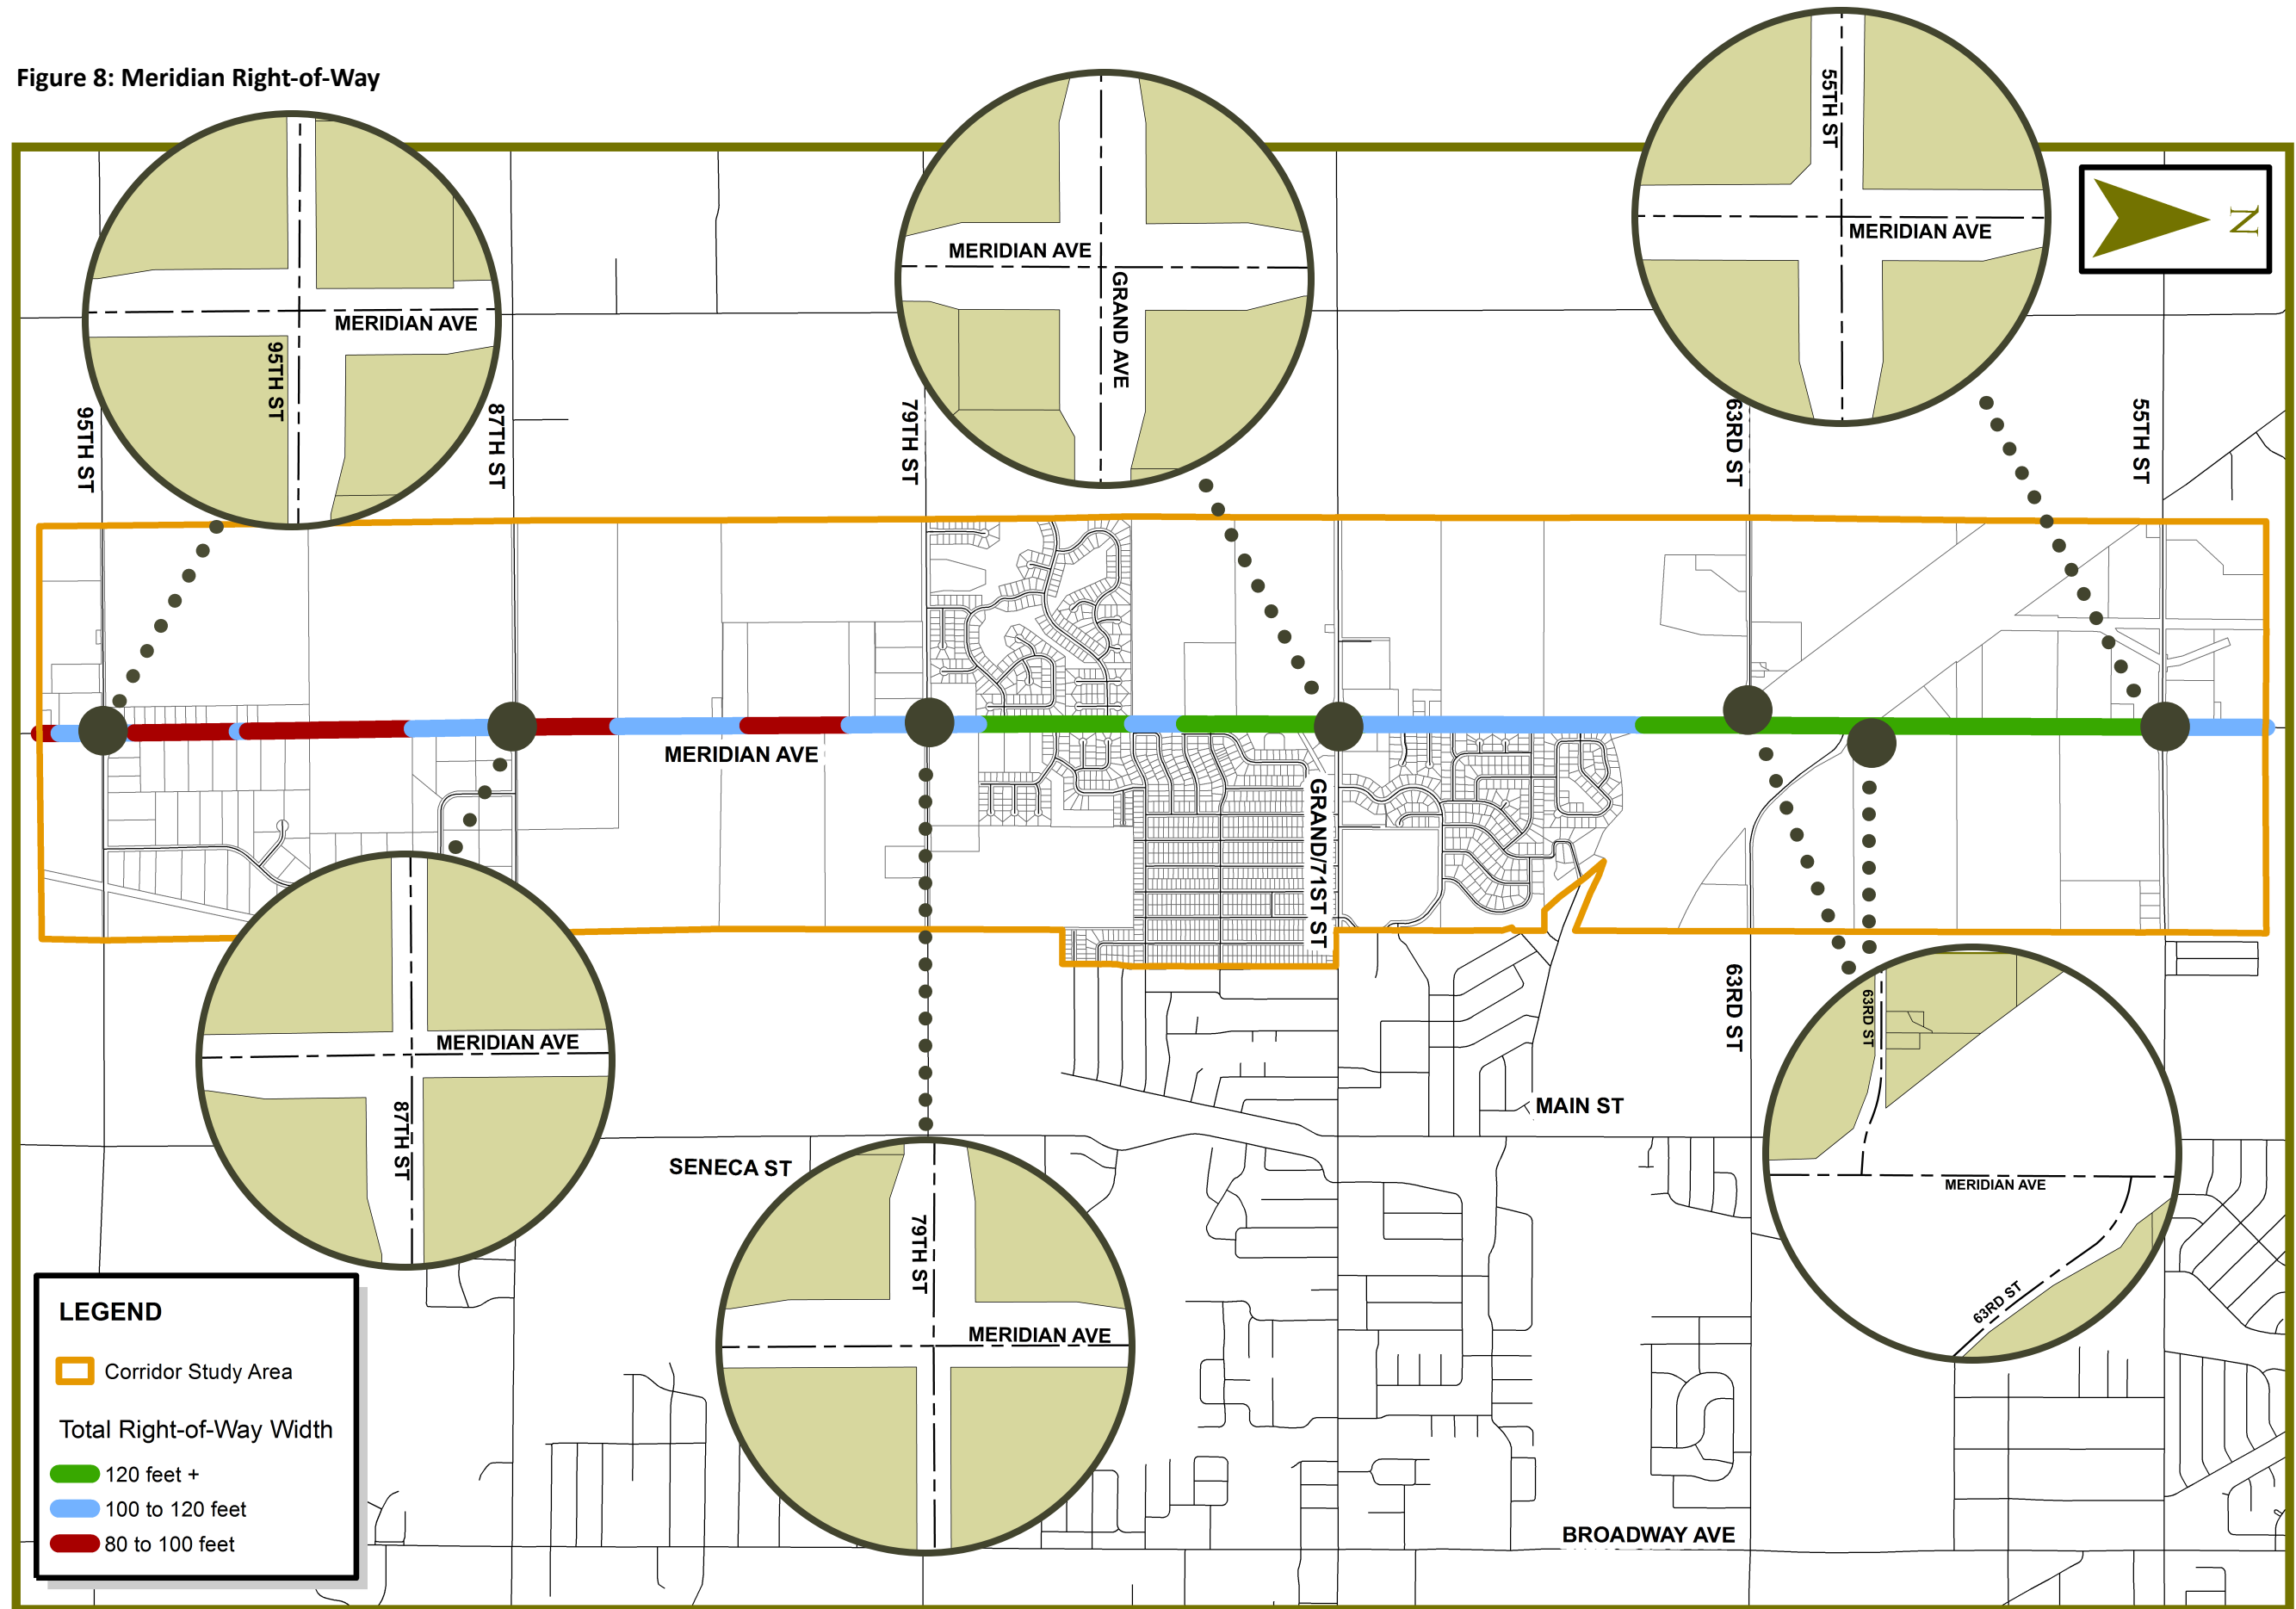 Figure 8: Meridian Right-of-Way
55TH ST
MERIDIAN AVE
N
MERIDIAN AVE
GRAND AVE
MERIDIAN AVE
95TH ST
95TH ST
87TH ST
79TH ST
63RD ST
55TH ST
MERIDIAN AVE
GRAND/71ST ST
63RD ST
MERIDIAN AVE
87TH ST
63RD ST
MERIDIAN AVE
63RD ST
MAIN ST
SENECA ST
79TH ST
MERIDIAN AVE
BROADWAY AVE
LEGEND
Corridor Study Area
Total Right-of-Way Width
120 feet +
100 to 120 feet
80 to 100 feet